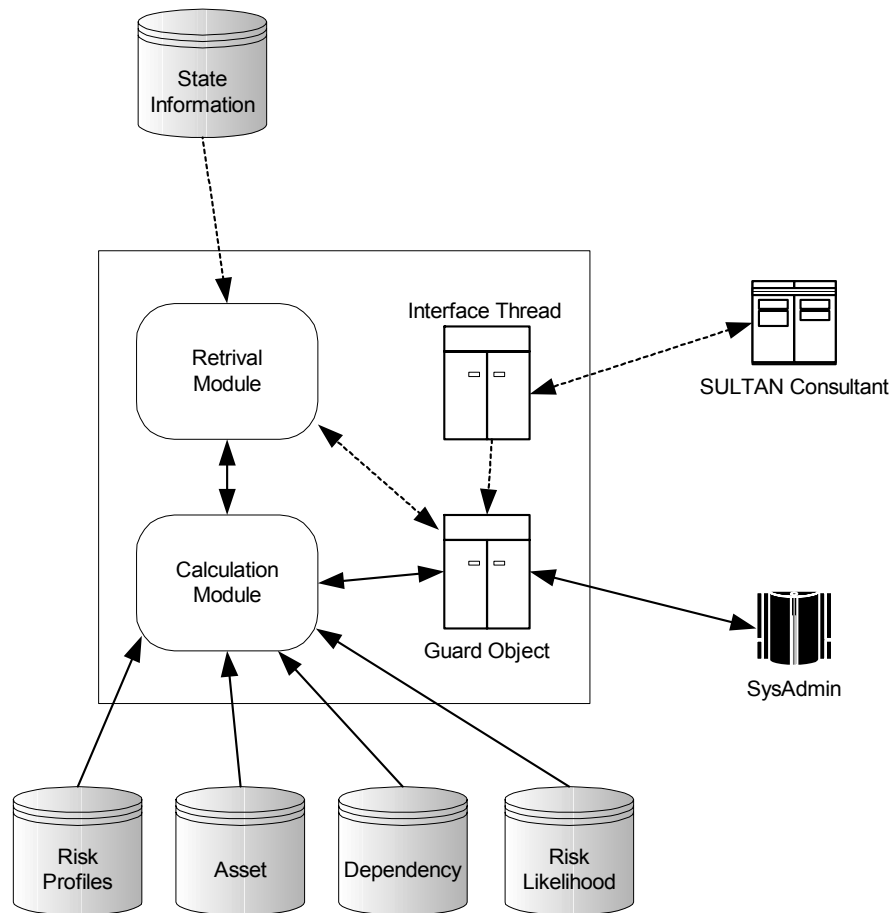 State
Information
Interface Thread
Retrival
Module
SULTAN Consultant
Calculation
Module
Guard Object
SysAdmin
Risk
Profiles
Asset
Dependency
Risk
Likelihood